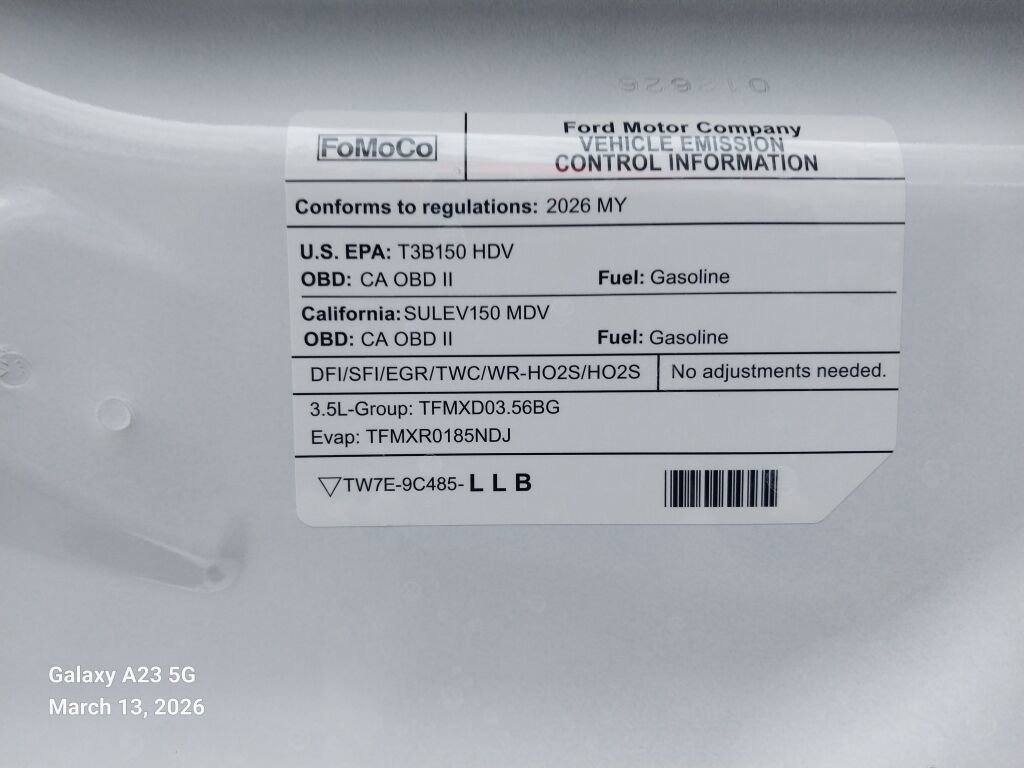 FoMoCo
Ford Motor Company
VEHICLE EMISSION
CONTROL INFORMATION
Conforms to regulations: 2026 MY
U.S. EPA: T3B150 HDV
OBD: CA OBD II Fuel: Gasoline
California: SULEV150 MDV
OBD: CA OBD II Fuel: Gasoline
DFI/SFI/EGR/TWC/WR-HO2S/HO2S No adjustments needed.
3.5L-Group: TFMXD03.56BG
Evap: TFMXR0185NDJ
▽TW7E-9C485-L L B
Galaxy A23 5G
March 13, 2026